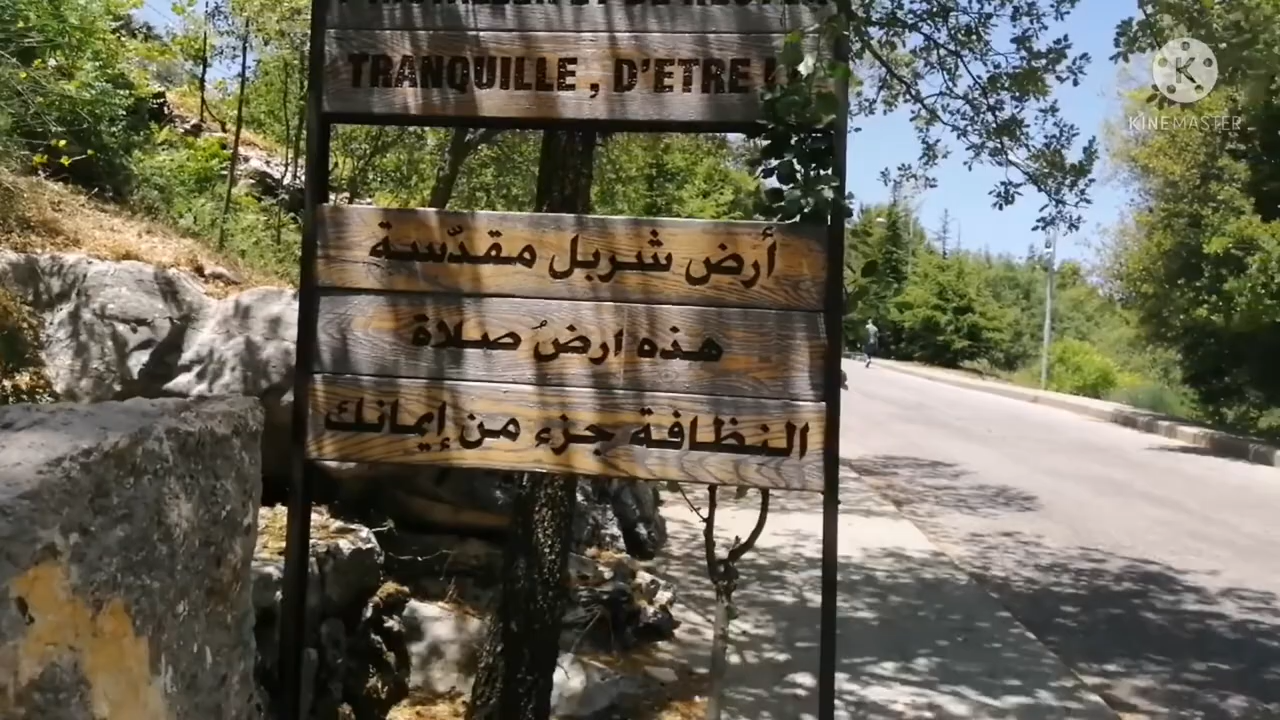 TRANQUILLE, D'ETRE
أرض شربل مقدّسة
هذه ارضُ صلاة
النظافة جزء من إيمانك
K
KINEMASTER